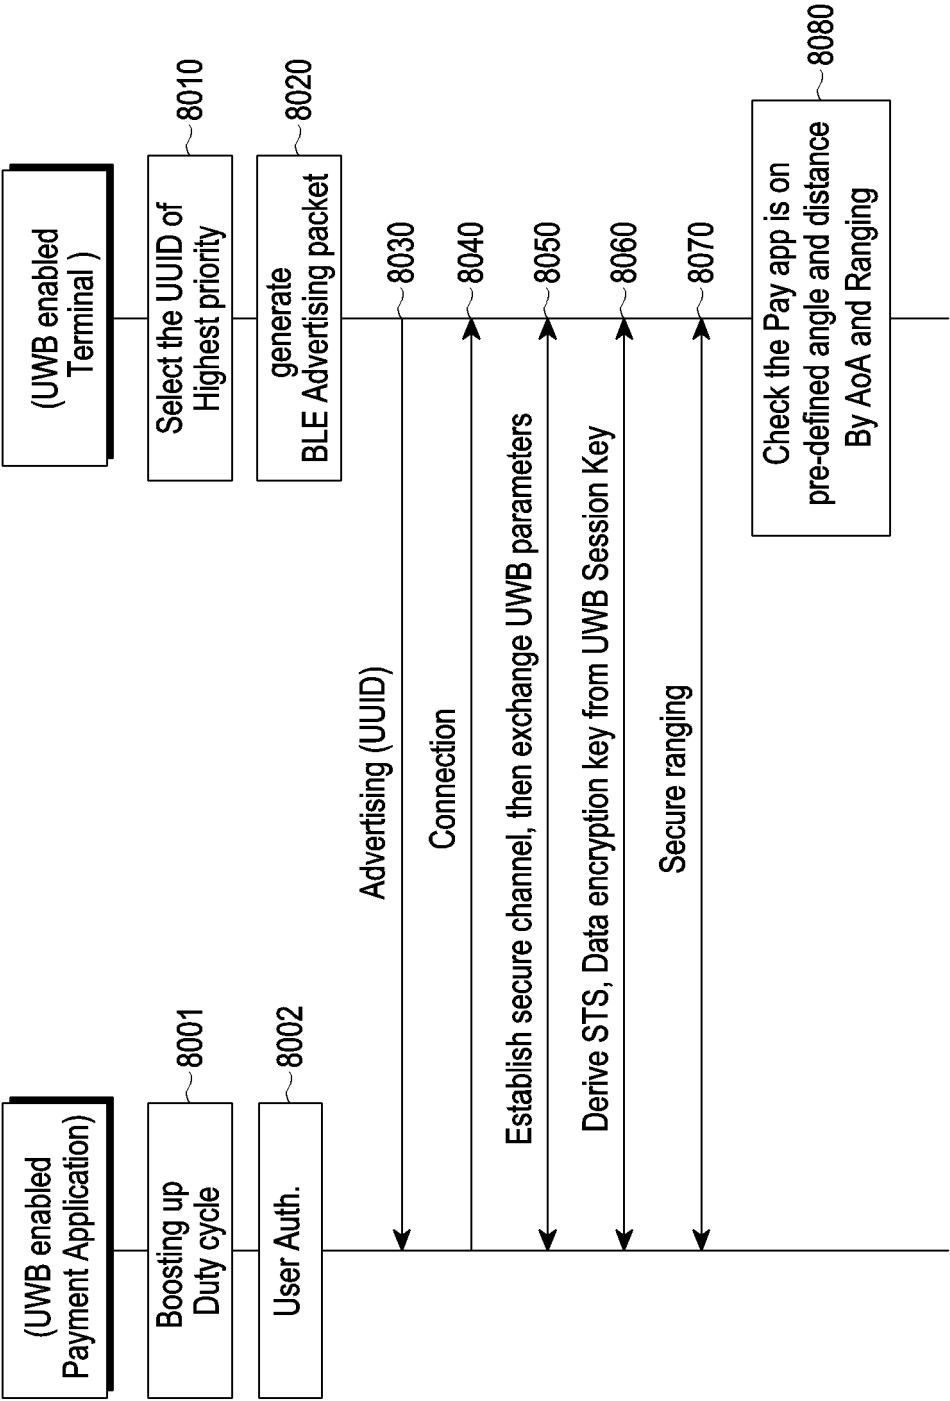 (UWB enabled
Payment Application)
(UWB enabled
Terminal )
Boosting up
Duty cycle
8001
Select the UUID of
Highest priority
8010
User Auth.
8002
generate
BLE Advertising packet
8020
Advertising (UUID)
8030
Connection
8040
Establish secure channel, then exchange UWB parameters
8050
Derive STS, Data encryption key from UWB Session Key
8060
Secure ranging
8070
Check the Pay app is on
pre-defined angle and distance
By AoA and Ranging
8080